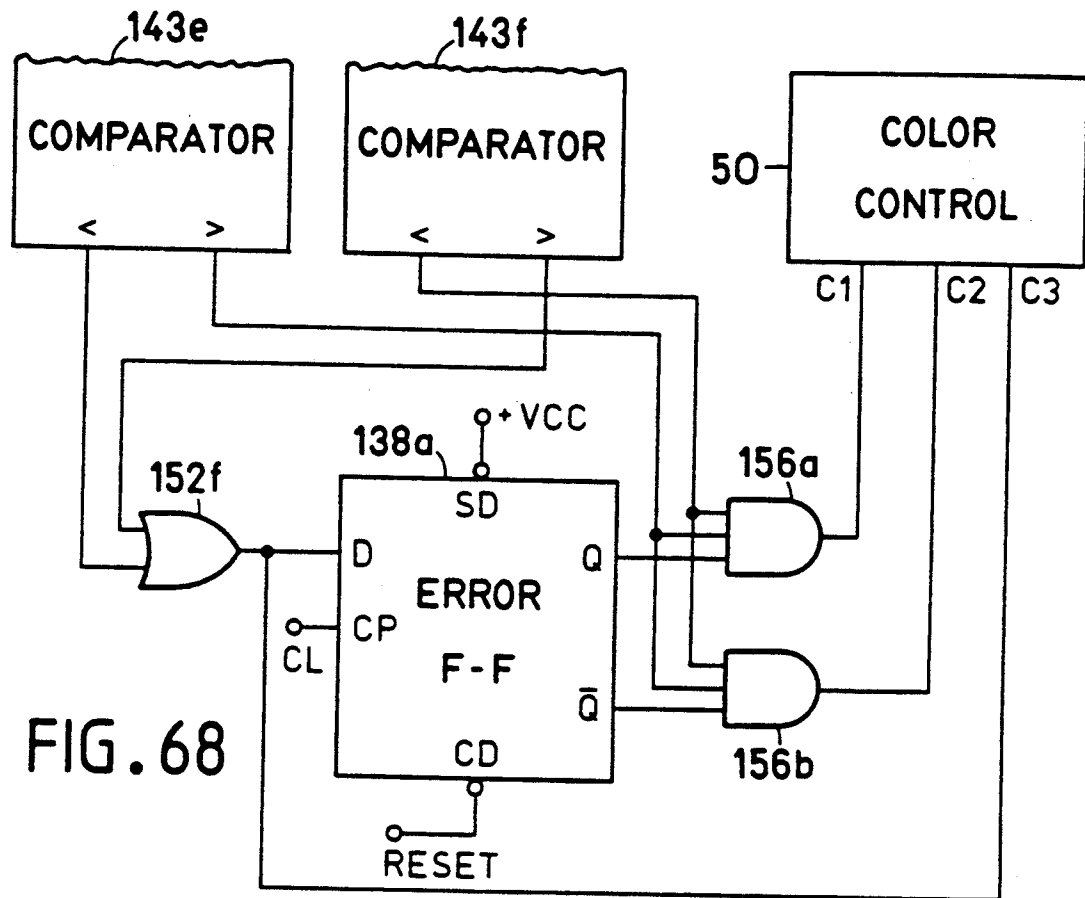 143e
143f
COMPARATOR
< >
COMPARATOR
< >
50
COLOR
CONTROL
C1 C2 C3
+VCC
138a
152f
156a
SD
D
Q
ERROR
CP
CL
F-F
Q̅
CD
156b
FIG. 68
RESET